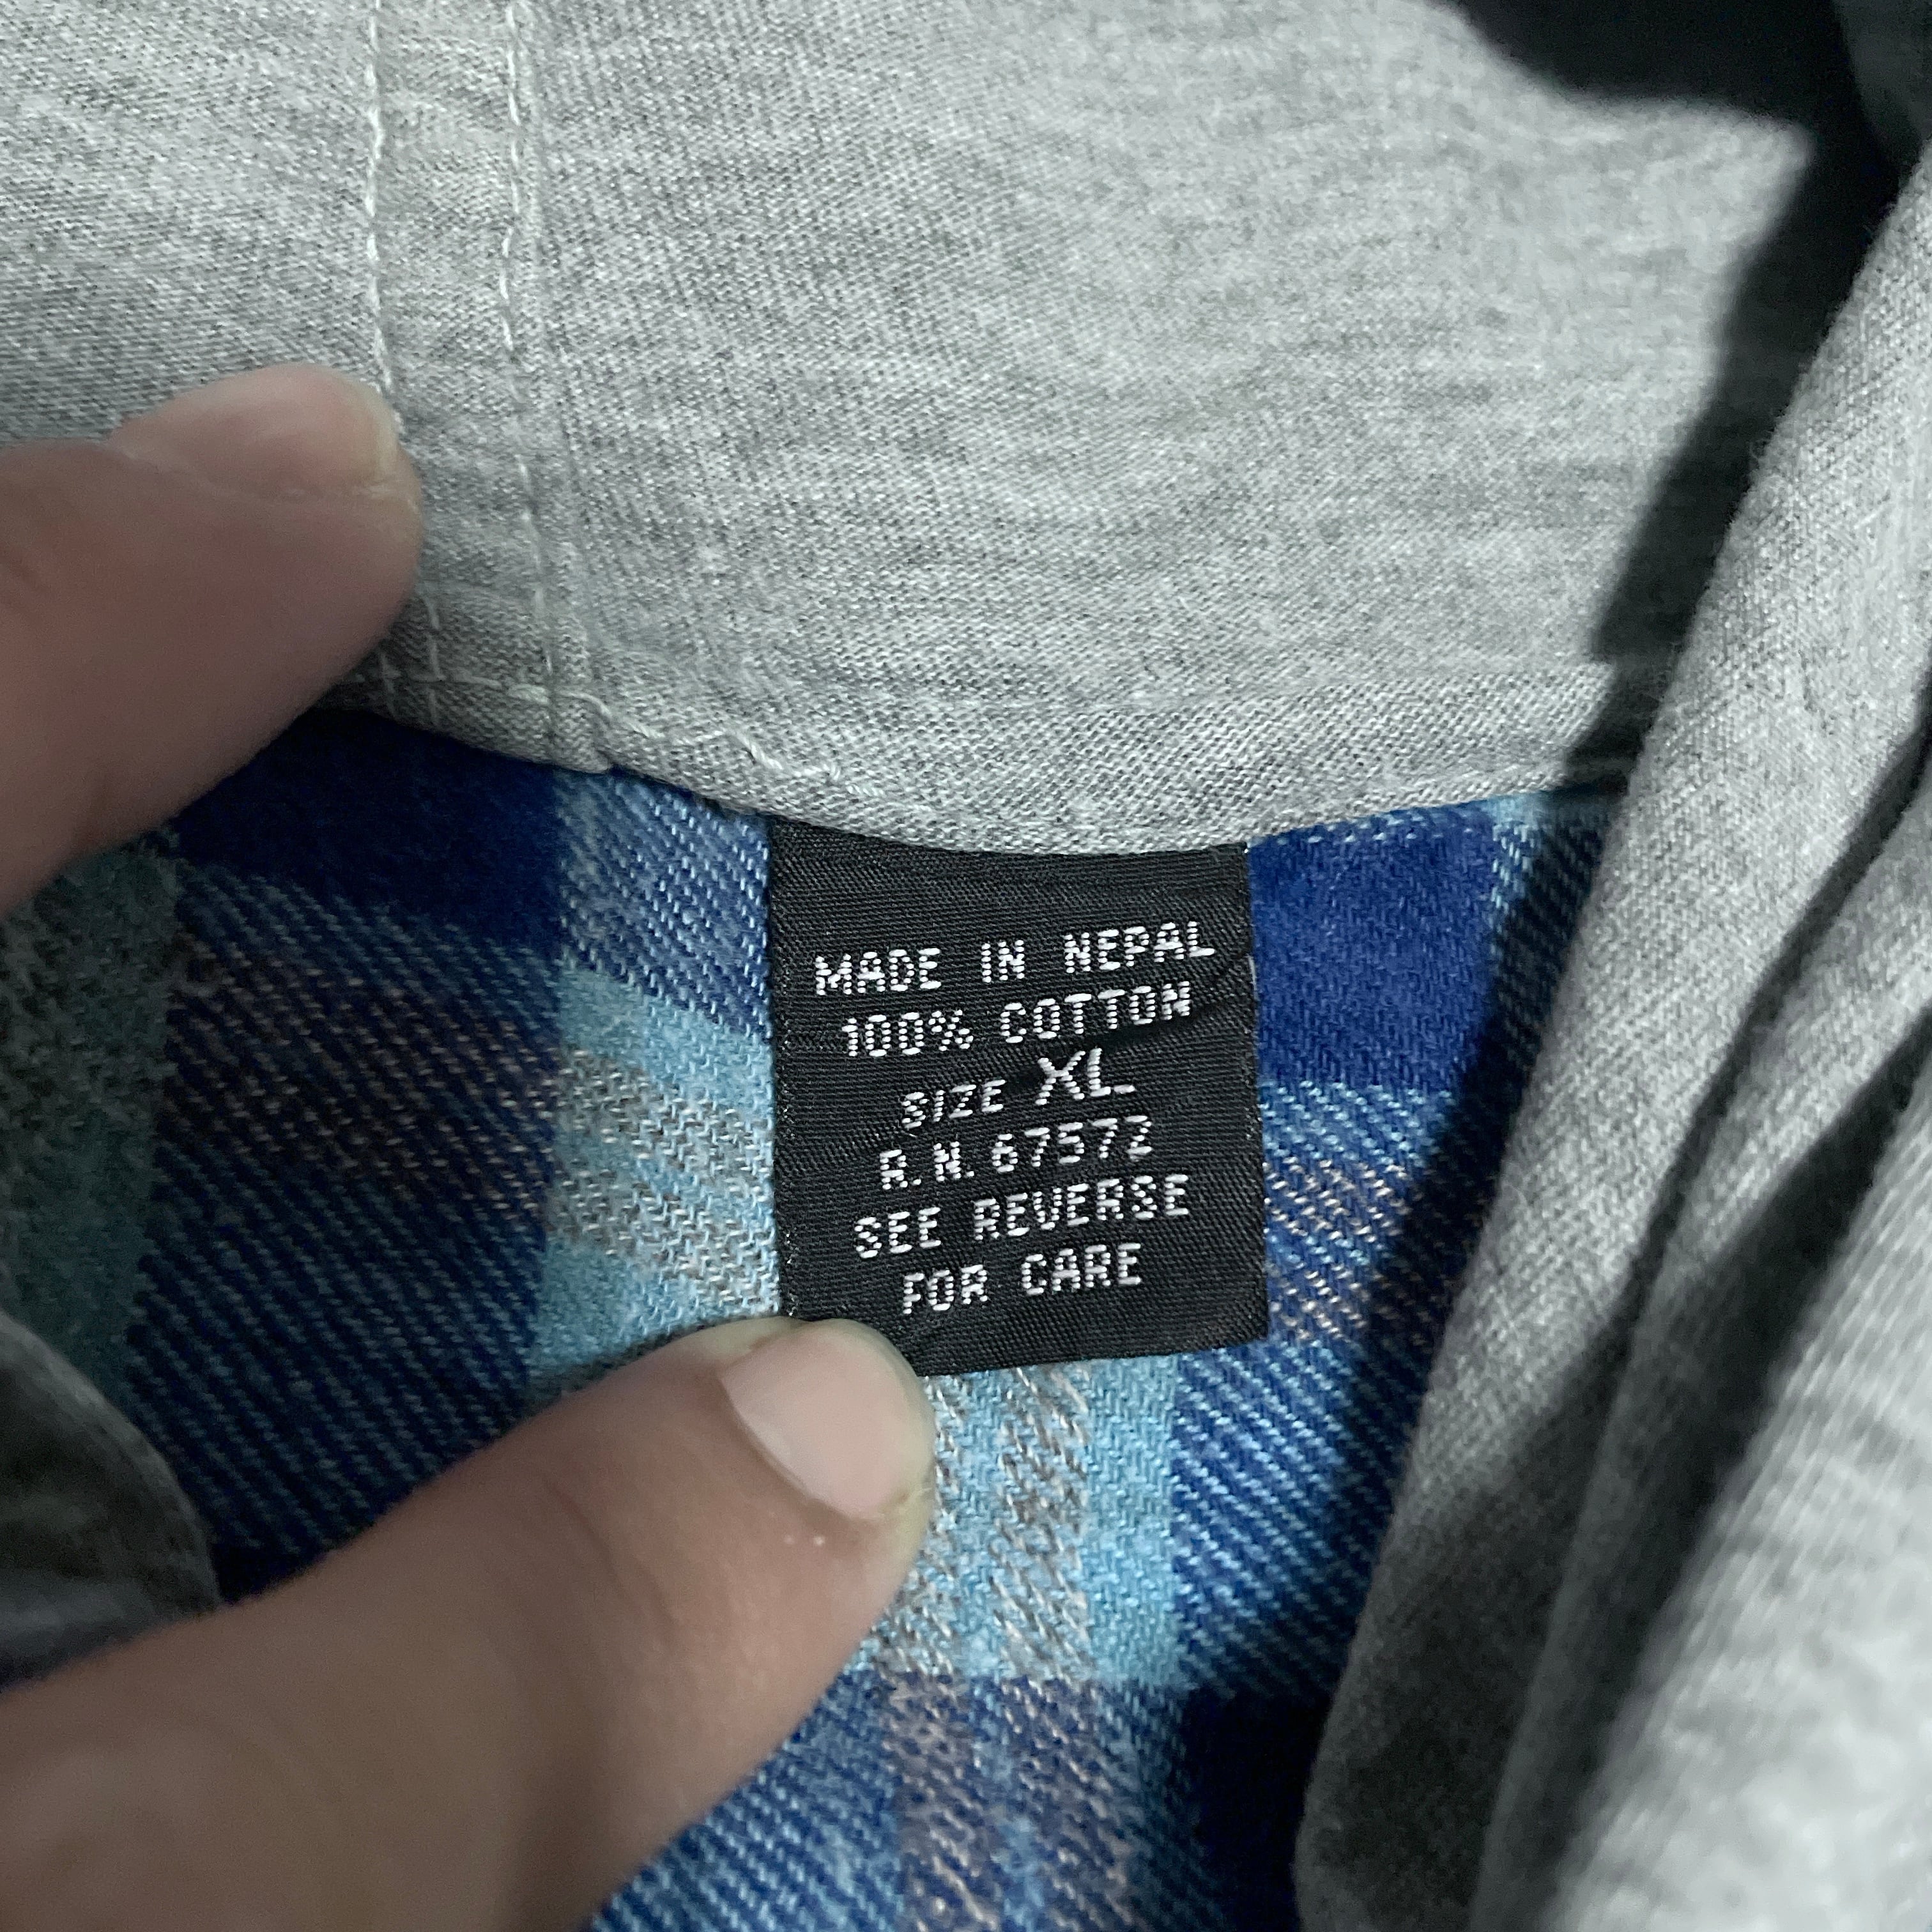 MADE IN NEPAL
100% COTTON
SIZE XL
R.N. 67572
SEE REVERSE
FOR CARE